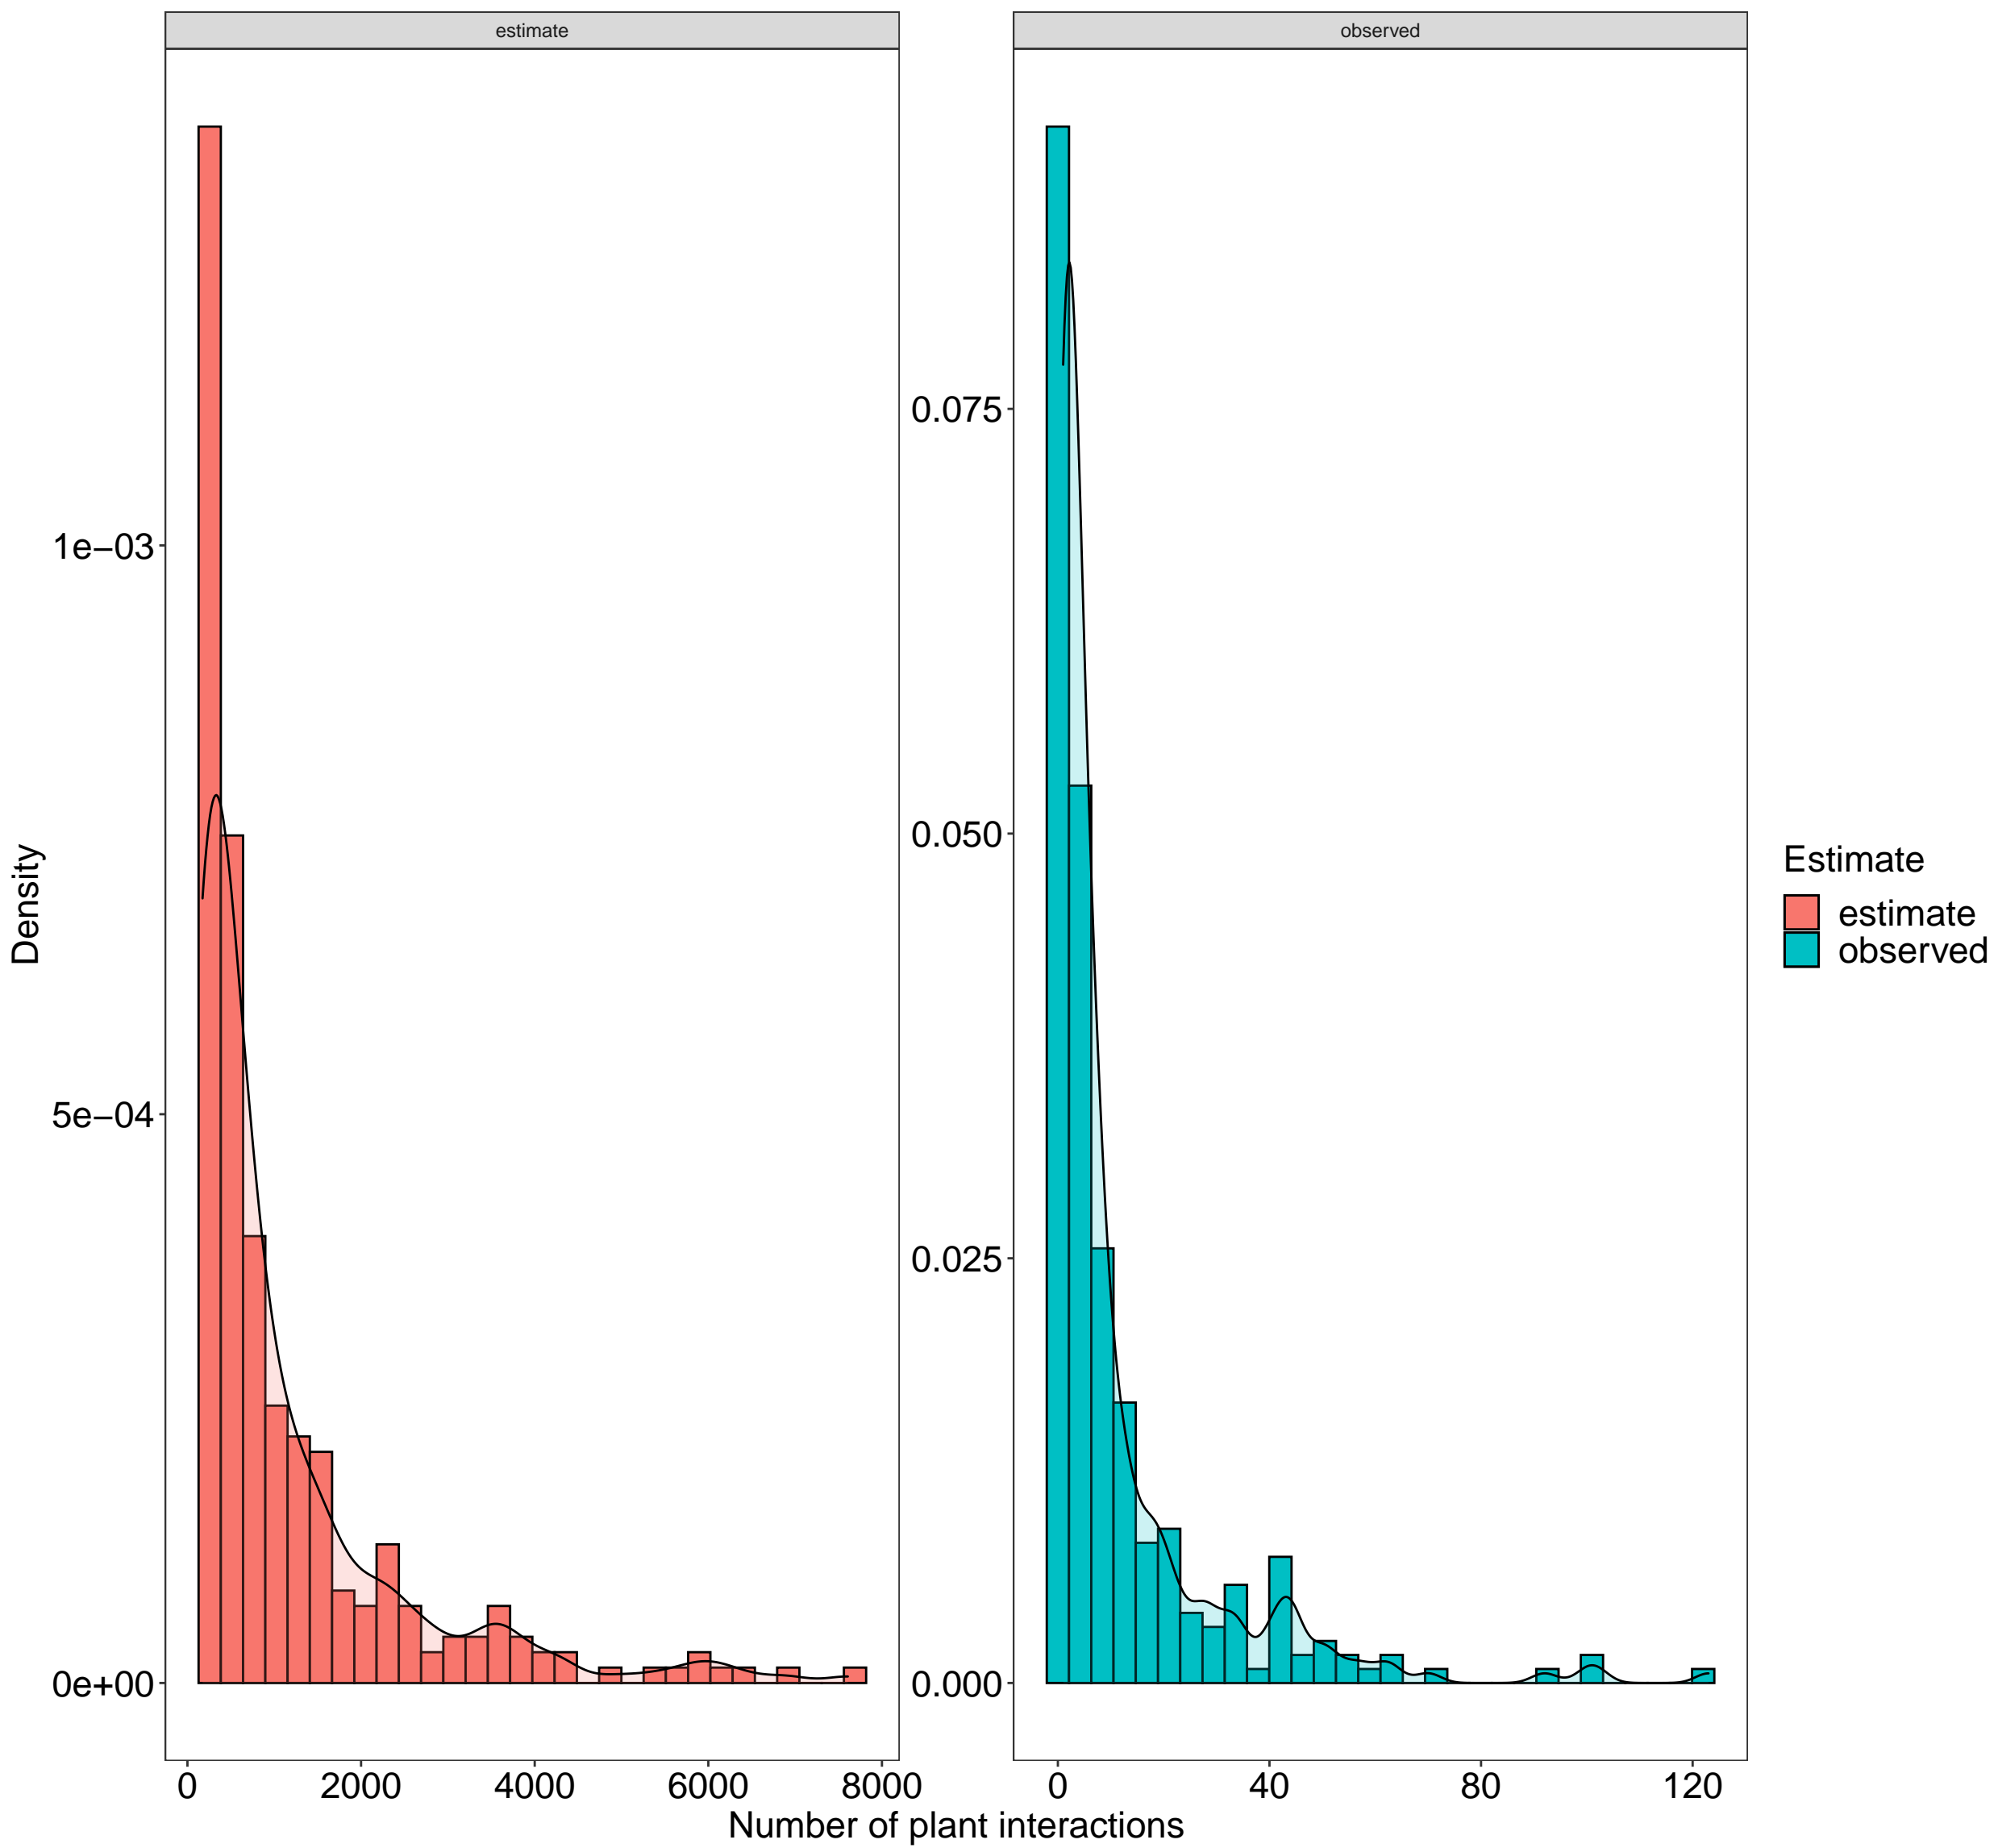 estimate
observed
Density
1e−03
5e−04
0e+00
0.075
0.050
0.025
0.000
0 2000 4000 6000 8000
0 40 80 120
Number of plant interactions
Estimate
estimate
observed